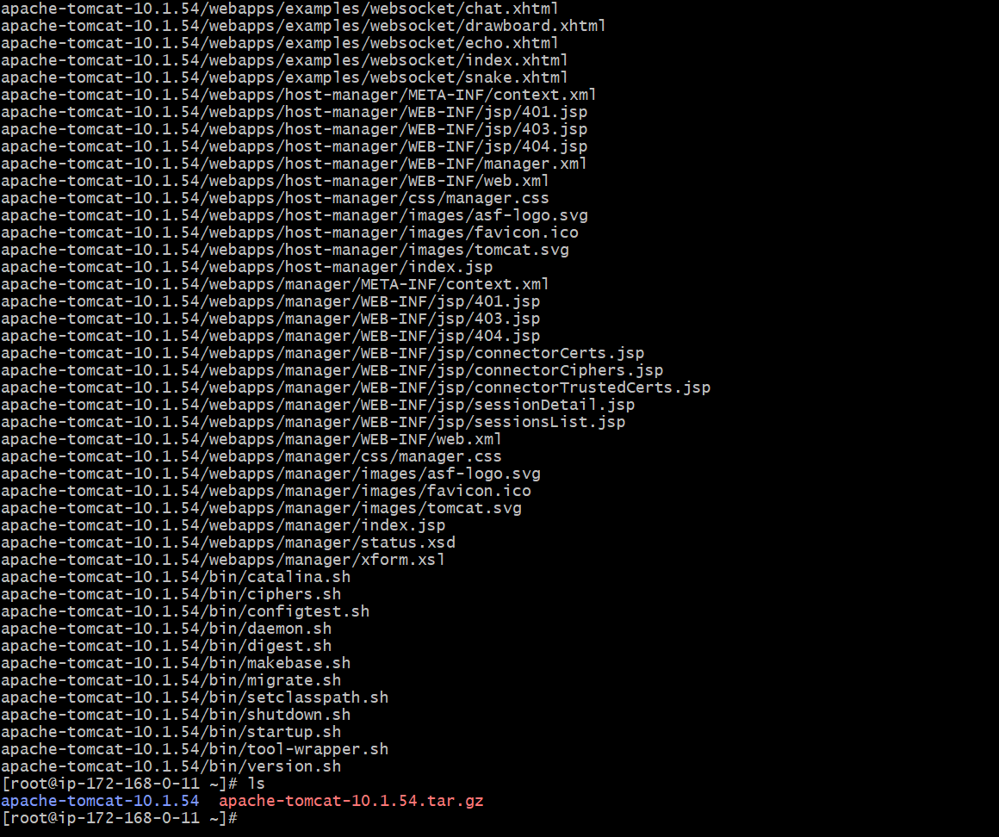 apache-tomcat-10.1.54/webapps/examples/websocket/chat.xhtml
apache-tomcat-10.1.54/webapps/examples/websocket/drawboard.xhtml
apache-tomcat-10.1.54/webapps/examples/websocket/echo.xhtml
apache-tomcat-10.1.54/webapps/examples/websocket/index.xhtml
apache-tomcat-10.1.54/webapps/examples/websocket/snake.xhtml
apache-tomcat-10.1.54/webapps/host-manager/META-INF/context.xml
apache-tomcat-10.1.54/webapps/host-manager/WEB-INF/jsp/401.jsp
apache-tomcat-10.1.54/webapps/host-manager/WEB-INF/jsp/403.jsp
apache-tomcat-10.1.54/webapps/host-manager/WEB-INF/jsp/404.jsp
apache-tomcat-10.1.54/webapps/host-manager/WEB-INF/manager.xml
apache-tomcat-10.1.54/webapps/host-manager/WEB-INF/web.xml
apache-tomcat-10.1.54/webapps/host-manager/css/manager.css
apache-tomcat-10.1.54/webapps/host-manager/images/asf-logo.svg
apache-tomcat-10.1.54/webapps/host-manager/images/favicon.ico
apache-tomcat-10.1.54/webapps/host-manager/images/tomcat.svg
apache-tomcat-10.1.54/webapps/host-manager/index.jsp
apache-tomcat-10.1.54/webapps/manager/META-INF/context.xml
apache-tomcat-10.1.54/webapps/manager/WEB-INF/jsp/401.jsp
apache-tomcat-10.1.54/webapps/manager/WEB-INF/jsp/403.jsp
apache-tomcat-10.1.54/webapps/manager/WEB-INF/jsp/404.jsp
apache-tomcat-10.1.54/webapps/manager/WEB-INF/jsp/connectorCerts.jsp
apache-tomcat-10.1.54/webapps/manager/WEB-INF/jsp/connectorCiphers.jsp
apache-tomcat-10.1.54/webapps/manager/WEB-INF/jsp/connectorTrustedCerts.jsp
apache-tomcat-10.1.54/webapps/manager/WEB-INF/jsp/sessionDetail.jsp
apache-tomcat-10.1.54/webapps/manager/WEB-INF/jsp/sessionsList.jsp
apache-tomcat-10.1.54/webapps/manager/WEB-INF/web.xml
apache-tomcat-10.1.54/webapps/manager/css/manager.css
apache-tomcat-10.1.54/webapps/manager/images/asf-logo.svg
apache-tomcat-10.1.54/webapps/manager/images/favicon.ico
apache-tomcat-10.1.54/webapps/manager/images/tomcat.svg
apache-tomcat-10.1.54/webapps/manager/index.jsp
apache-tomcat-10.1.54/webapps/manager/status.xsd
apache-tomcat-10.1.54/webapps/manager/xform.xsl
apache-tomcat-10.1.54/bin/catalina.sh
apache-tomcat-10.1.54/bin/ciphers.sh
apache-tomcat-10.1.54/bin/configtest.sh
apache-tomcat-10.1.54/bin/daemon.sh
apache-tomcat-10.1.54/bin/digest.sh
apache-tomcat-10.1.54/bin/makebase.sh
apache-tomcat-10.1.54/bin/migrate.sh
apache-tomcat-10.1.54/bin/setclasspath.sh
apache-tomcat-10.1.54/bin/shutdown.sh
apache-tomcat-10.1.54/bin/startup.sh
apache-tomcat-10.1.54/bin/tool-wrapper.sh
apache-tomcat-10.1.54/bin/version.sh
[root@ip-172-168-0-11 ~]# ls
apache-tomcat-10.1.54  apache-tomcat-10.1.54.tar.gz
[root@ip-172-168-0-11 ~]#